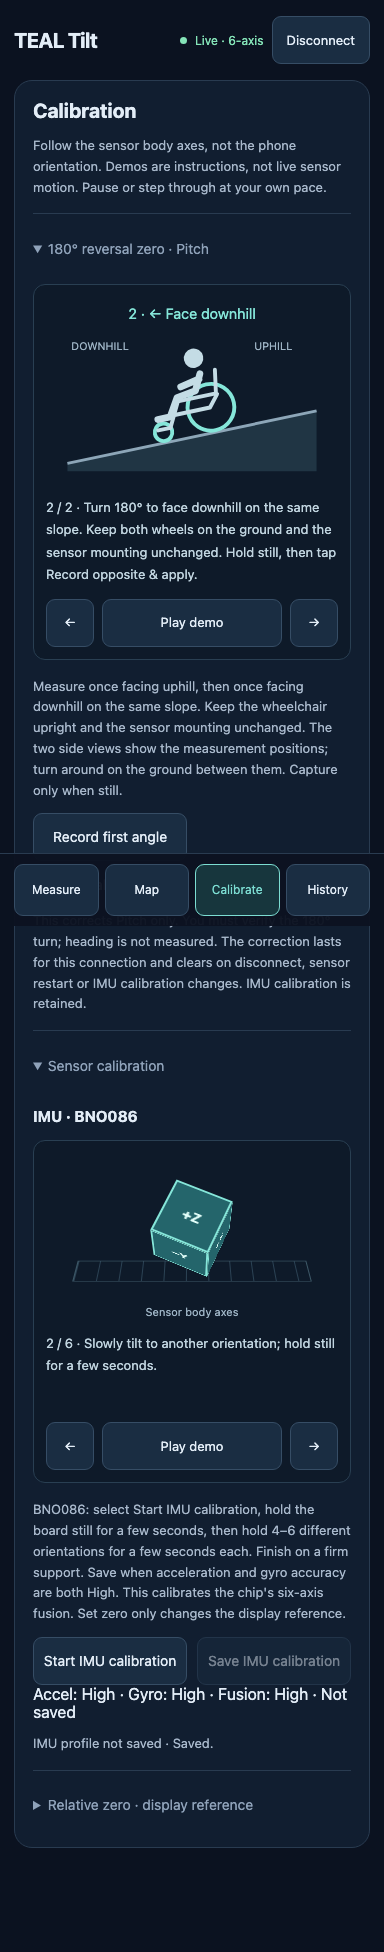 TEAL Tilt
Live · 6-axis
Disconnect
Calibration
Follow the sensor body axes, not the phone
orientation. Demos are instructions, not live sensor
motion. Pause or step through at your own pace.
▼ 180° reversal zero · Pitch
2 · ← Face downhill
DOWNHILL
UPHILL
2 / 2 · Turn 180° to face downhill on the same
slope. Keep both wheels on the ground and the
sensor mounting unchanged. Hold still, then tap
Record opposite & apply.
←
Play demo
→
Measure once facing uphill, then once facing
downhill on the same slope. Keep the wheelchair
upright and the sensor mounting unchanged. The
two side views show the measurement positions;
turn around on the ground between them. Capture
only when still.
Record first angle
Measure
Map
Calibrate
History
turn; heading is not measured. The correction lasts
for this connection and clears on disconnect, sensor
restart or IMU calibration changes. IMU calibration is
retained.
▼ Sensor calibration
IMU · BNO086
+Z
Sensor body axes
2 / 6 · Slowly tilt to another orientation; hold still
for a few seconds.
←
Play demo
→
BNO086: select Start IMU calibration, hold the
board still for a few seconds, then hold 4–6 different
orientations for a few seconds each. Finish on a firm
support. Save when acceleration and gyro accuracy
are both High. This calibrates the chip's six-axis
fusion. Set zero only changes the display reference.
Start IMU calibration
Save IMU calibration
Accel: High · Gyro: High · Fusion: High · Not
saved
IMU profile not saved · Saved.
▶ Relative zero · display reference